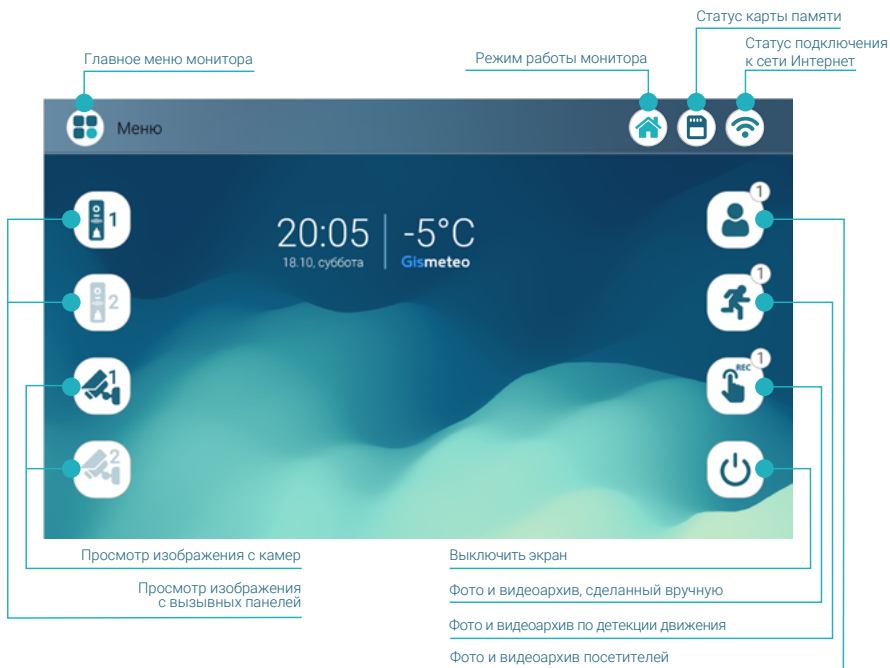 Статус карты памяти
Статус подключения
к сети Интернет
Главное меню монитора
Режим работы монитора
Меню
1
1
20:05
-5°C
18.10, суббота
Gismeteo
2
1
1
1
REC
2
Просмотр изображения с камер
Выключить экран
Просмотр изображения
с вызывных панелей
Фото и видеоархив, сделанный вручную
Фото и видеоархив по детекции движения
Фото и видеоархив посетителей